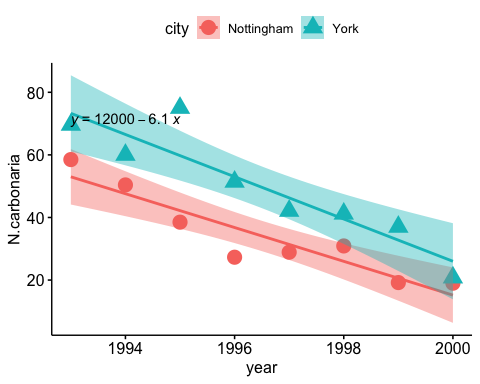 city Nottingham York
N.carbonaria
80
y = 12000 – 6.1 x
60
40
20
1994 1996 1998 2000
year